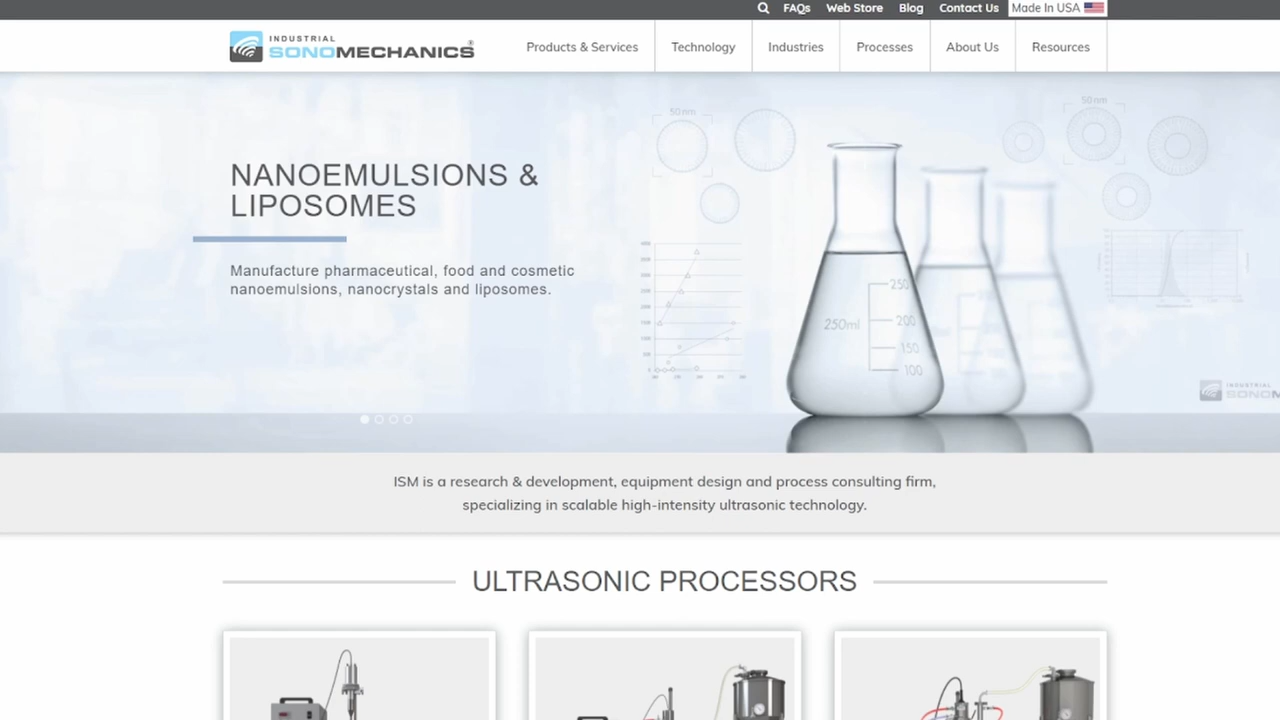 FAQs Web Store Blog Contact Us Made In USA
INDUSTRIAL
SONOMECHANICS®
Products & Services Technology Industries Processes About Us Resources
50 nm
50 nm
NANOEMULSIONS &
LIPOSOMES
Manufacture pharmaceutical, food and cosmetic
nanoemulsions, nanocrystals and liposomes.
250
250ml
200
150
100
INDUSTRIAL
SONOM
ISM is a research & development, equipment design and process consulting firm,
specializing in scalable high-intensity ultrasonic technology.
ULTRASONIC PROCESSORS